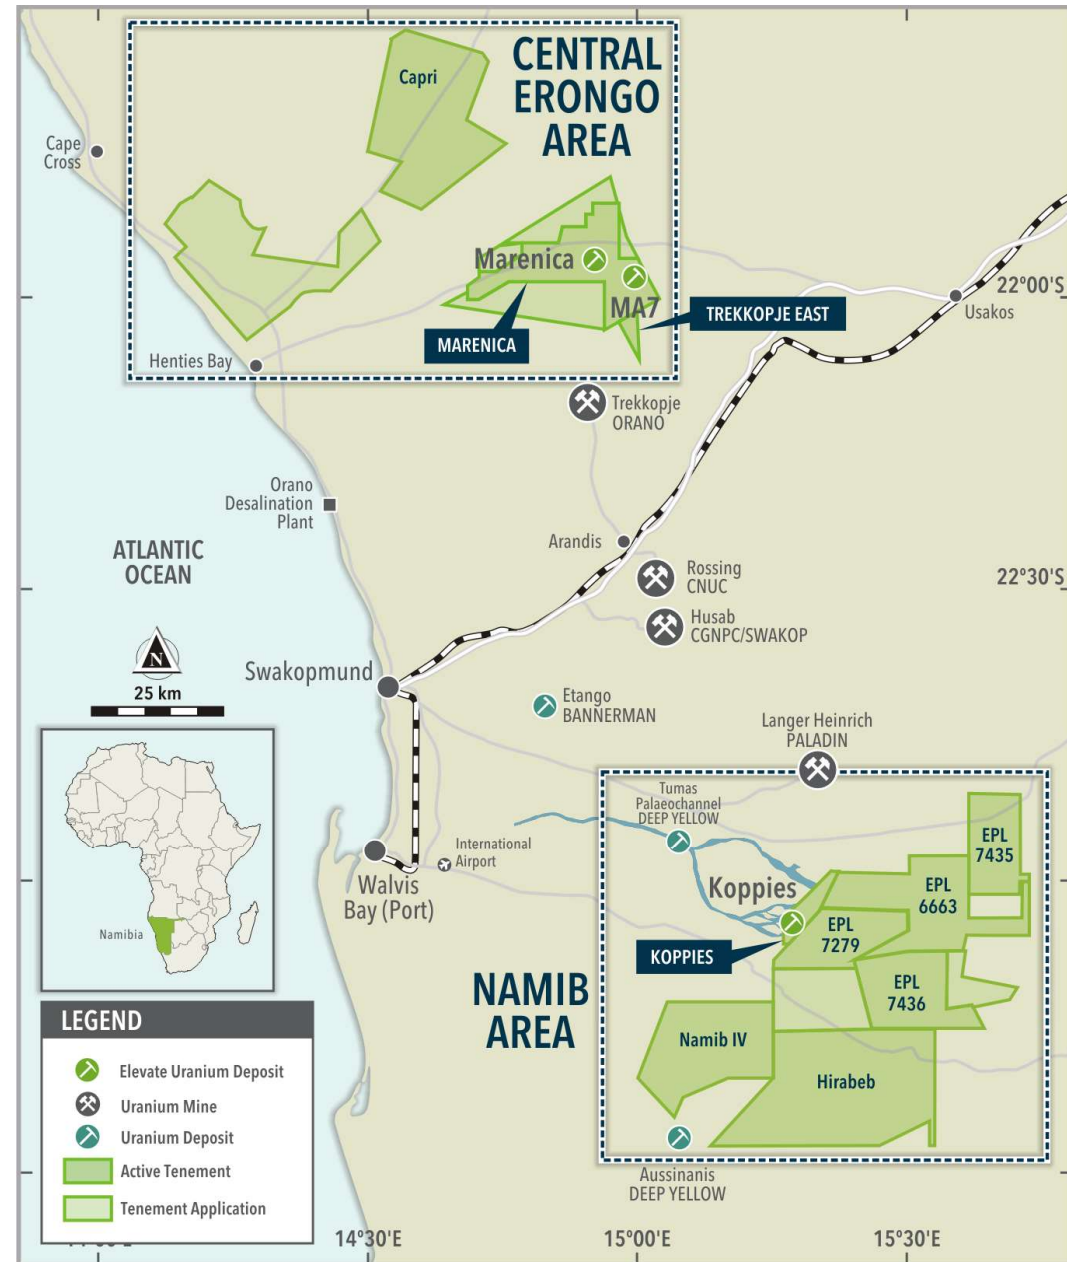 CENTRAL
ERONGO
AREA
Capri
Cape
Cross
Marenica
MA7
22°00'S
TREKKOPJE EAST
Usakos
MARENICA
Henties Bay
Trekkopje
ORANO
Orano
Desalination
Plant
ATLANTIC
OCEAN
Arandis
Rossing
CNUC
22°30'S
Husab
CGNPC/SWAKOP
N
25 km
Swakopmund
Etango
BANNERMAN
Langer Heinrich
PALADIN
Tumas
Palaeochannel
DEEP YELLOW
International
Airport
Walvis
Bay (Port)
Koppies
EPL
7435
EPL
6663
EPL
7279
KOPPIES
EPL
7436
NAMIB
AREA
Namib IV
Hirabeb
Aussinanis
DEEP YELLOW
Namibia
LEGEND
Elevate Uranium Deposit
Uranium Mine
Uranium Deposit
Active Tenement
Tenement Application
14°30'E
15°00'E
15°30'E